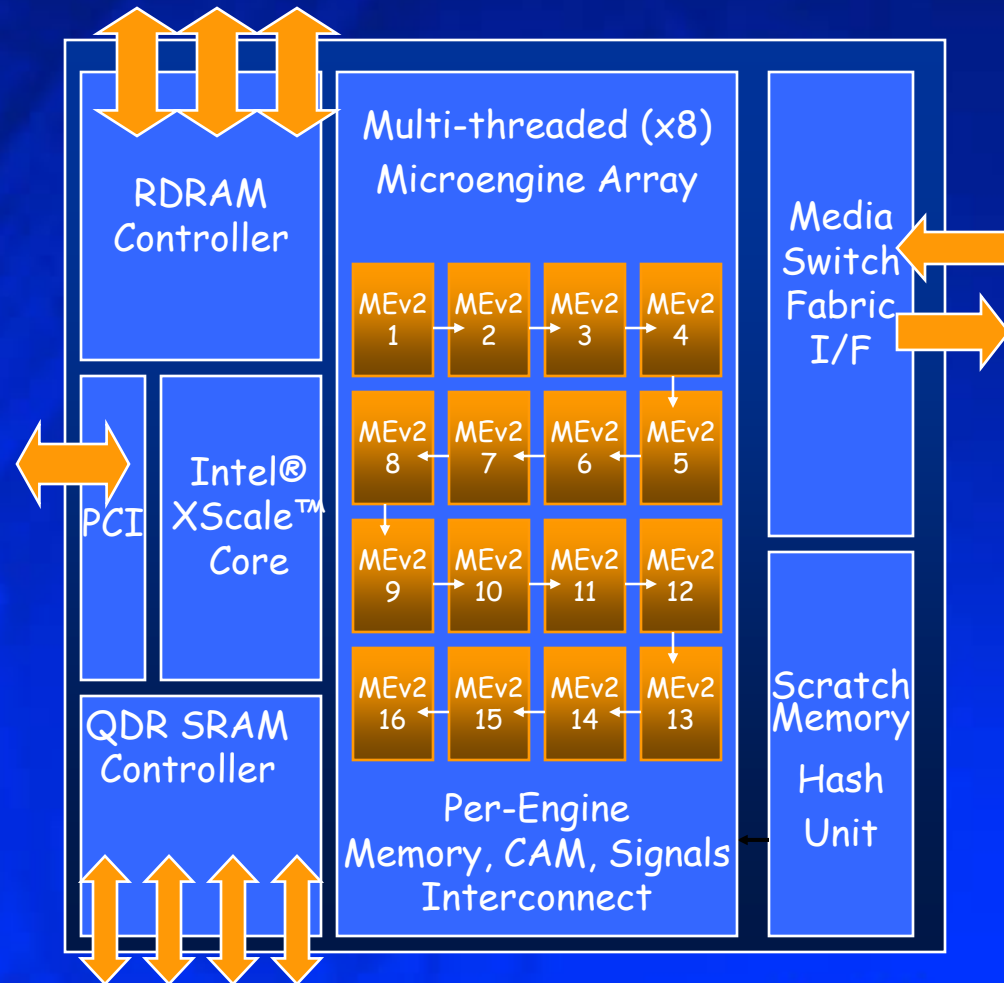 RDRAM
Controller
PCI
Intel®
XScale™
Core
QDR SRAM
Controller
Multi-threaded (x8)
Microengine Array
MEv2
1
MEv2
2
MEv2
3
MEv2
4
MEv2
8
MEv2
7
MEv2
6
MEv2
5
MEv2
9
MEv2
10
MEv2
11
MEv2
12
MEv2
16
MEv2
15
MEv2
14
MEv2
13
Per-Engine
Memory, CAM, Signals
Interconnect
Media
Switch
Fabric
I/F
Scratch
Memory
Hash
Unit